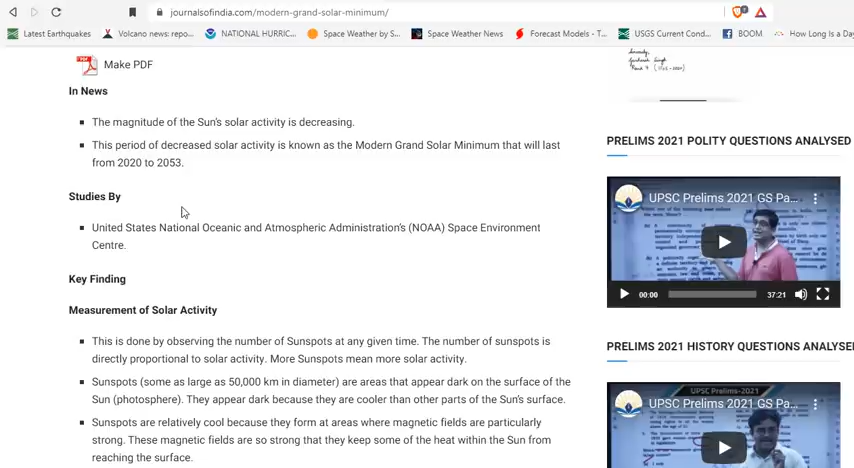 journalsofindia.com/modern-grand-solar-minimum/
Latest Earthquakes
Volcano news: repo...
NATIONAL HURRIC...
Space Weather by S...
Space Weather News
Forecast Models - T...
USGS Current Cond...
BOOM
How Long Is a Day
Make PDF
In News
The magnitude of the Sun's solar activity is decreasing.
This period of decreased solar activity is known as the Modern Grand Solar Minimum that will last
from 2020 to 2053.
Studies By
United States National Oceanic and Atmospheric Administration's (NOAA) Space Environment
Centre.
Key Finding
Measurement of Solar Activity
This is done by observing the number of Sunspots at any given time. The number of sunspots is
directly proportional to solar activity. More Sunspots mean more solar activity.
Sunspots (some as large as 50,000 km in diameter) are areas that appear dark on the surface of the
Sun (photosphere). They appear dark because they are cooler than other parts of the Sun's surface.
Sunspots are relatively cool because they form at areas where magnetic fields are particularly
strong. These magnetic fields are so strong that they keep some of the heat within the Sun from
reaching the surface.
PRELIMS 2021 POLITY QUESTIONS ANALYSED
UPSC Prelims 2021 GS Pa...
00:00
37:21
PRELIMS 2021 HISTORY QUESTIONS ANALYSE
UPSC Prelims-2021
UPSC Prelims 2021 GS Pa...